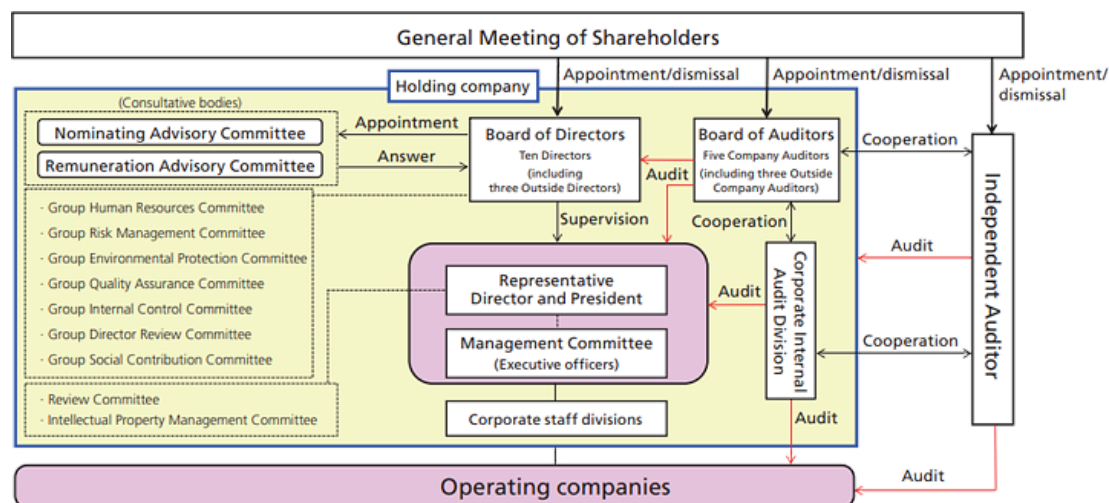 General Meeting of Shareholders
Appointment/dismissal
Appointment/dismissal
Appointment/
dismissal
Holding company
(Consultative bodies)
Nominating Advisory Committee
Remuneration Advisory Committee
Appointment
Answer
Board of Directors
Ten Directors
(including
three Outside Directors)
Audit
Board of Auditors
Five Company Auditors
(including three Outside
Company Auditors)
Cooperation
Independent Auditor
· Group Human Resources Committee
· Group Risk Management Committee
· Group Environmental Protection Committee
· Group Quality Assurance Committee
· Group Internal Control Committee
· Group Director Review Committee
· Group Social Contribution Committee
Supervision
Cooperation
Representative
Director and President
Management Committee
(Executive officers)
Audit
Corporate Internal
Audit Division
Audit
Cooperation
· Review Committee
· Intellectual Property Management Committee
Corporate staff divisions
Audit
Operating companies
Audit